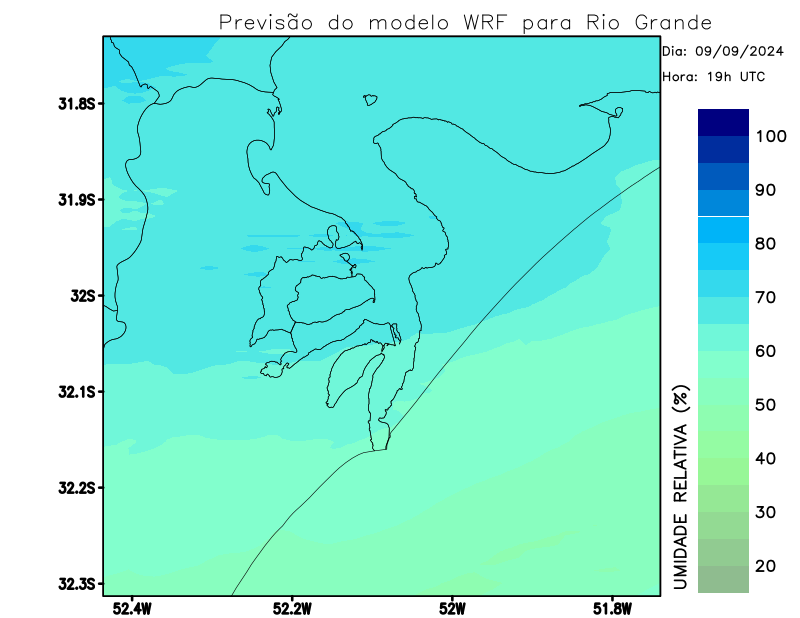 Previsão do modelo WRF para Rio Grande
Dia: 09/09/2024
Hora: 19h UTC
31.8S
31.9S
32S
32.1S
32.2S
32.3S
52.4W
52.2W
52W
51.8W
100
90
80
70
60
50
40
30
20
UMIDADE RELATIVA (%)